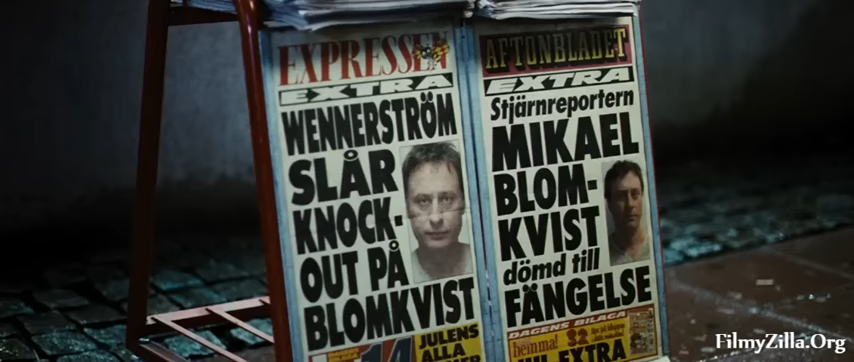 EXPRESSEN
EXTRA
WENNERSTRÖM
SLÅR
KNOCK-
OUT PÅ
BLOMKVIST
14
JULENS
ALLA
AFTONBLADET
EXTRA
Stjärnreportern
MIKAEL
BLOM-
KVIST
dömd till
FÄNGELSE
DAGENS BILAGA
hemma! 32
EXTRA
FilmyZilla.Org